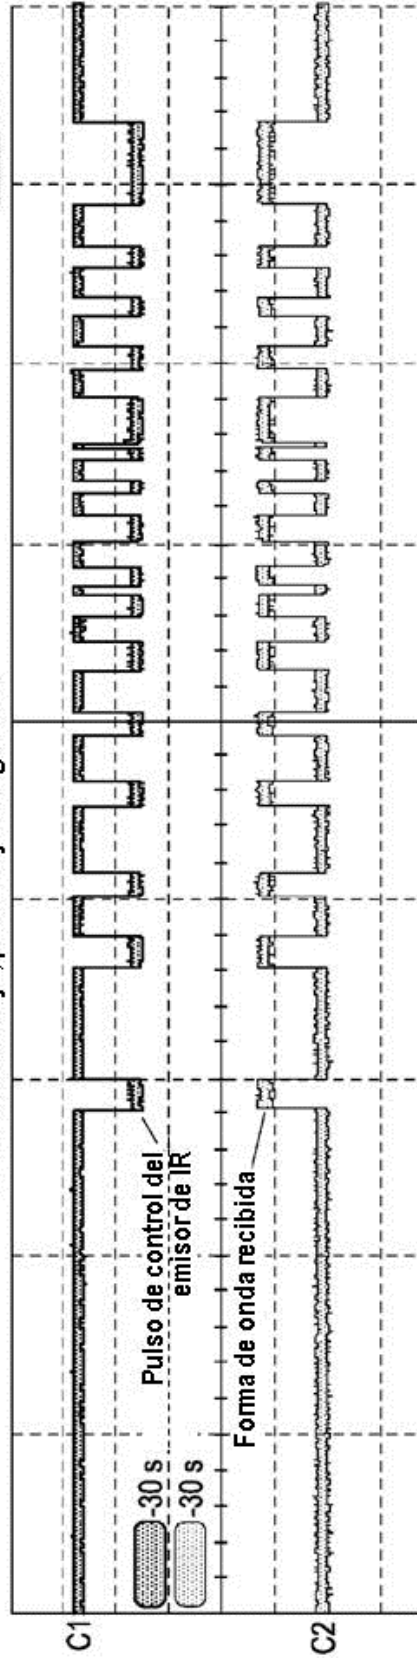 C1
-30 s
-30 s
Pulso de control del
emisor de IR
Forma de onda recibida
C2